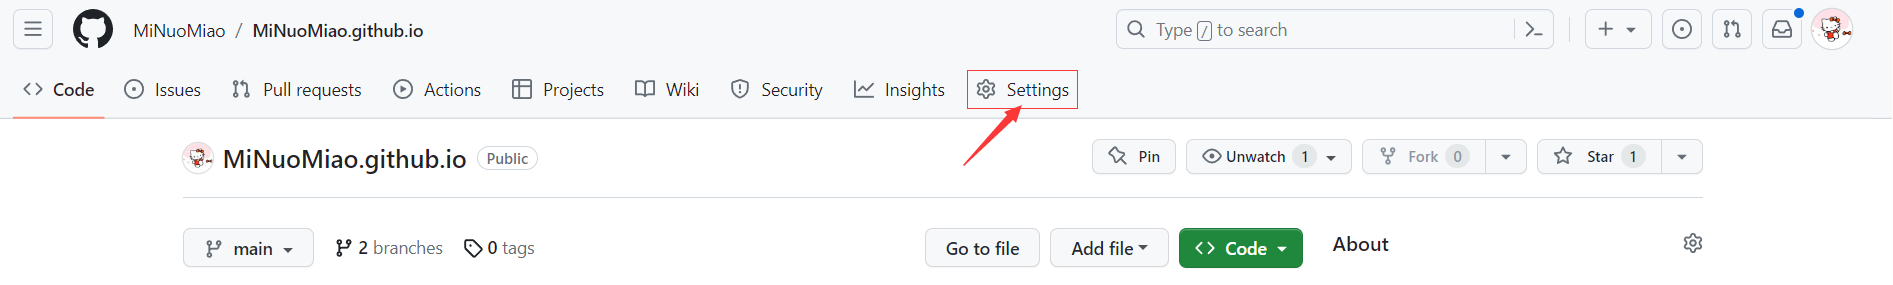 MiNuoMiao / MiNuoMiao.github.io Type / to search
Code Issues Pull requests Actions Projects Wiki Security Insights Settings
MiNuoMiao.github.io Public Pin Unwatch 1 Fork 0 Star 1
main 2 branches 0 tags Go to file Add file Code About